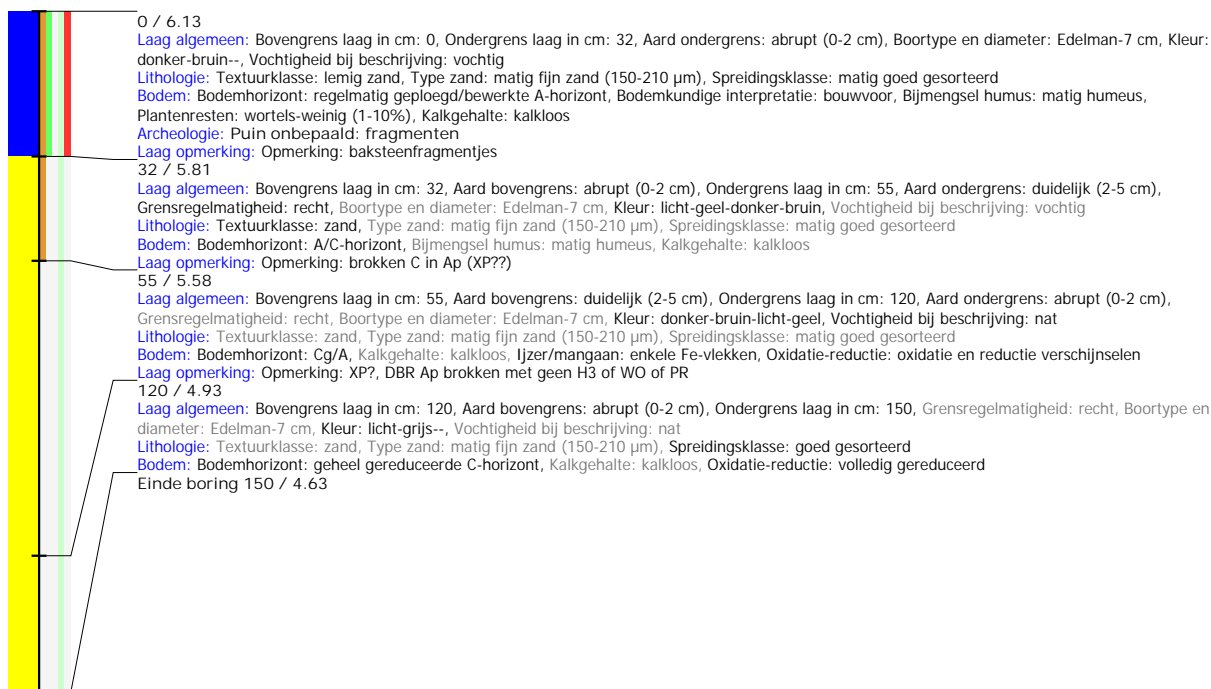 0 / 6.13
Laag algemeen: Bovengrens laag in cm: 0, Ondergrens laag in cm: 32, Aard ondergrens: abrupt (0-2 cm), Boortype en diameter: Edelman-7 cm, Kleur:
donker-bruin--, Vochtigheid bij beschrijving: vochtig
Lithologie: Textuurklasse: lemig zand, Type zand: matig fijn zand (150-210 µm), Spreidingsklasse: matig goed gesorteerd
Bodem: Bodemhorizont: regelmatig geploegd/bewerkte A-horizont, Bodemkundige interpretatie: bouwvoor, Bijmengsel humus: matig humeus,
Plantenresten: wortels-weinig (1-10%), Kalkgehalte: kalkloos
Archeologie: Puin onbepaald: fragmenten
Laag opmerking: Opmerking: baksteenfragmentjes
32 / 5.81
Laag algemeen: Bovengrens laag in cm: 32, Aard bovengrens: abrupt (0-2 cm), Ondergrens laag in cm: 55, Aard ondergrens: duidelijk (2-5 cm),
Grensregelmatigheid: recht, Boortype en diameter: Edelman-7 cm, Kleur: licht-geel-donker-bruin, Vochtigheid bij beschrijving: vochtig
Lithologie: Textuurklasse: zand, Type zand: matig fijn zand (150-210 µm), Spreidingsklasse: matig goed gesorteerd
Bodem: Bodemhorizont: A/C-horizont, Bijmengsel humus: matig humeus, Kalkgehalte: kalkloos
Laag opmerking: Opmerking: brokken C in Ap (XP??)
55 / 5.58
Laag algemeen: Bovengrens laag in cm: 55, Aard bovengrens: duidelijk (2-5 cm), Ondergrens laag in cm: 120, Aard ondergrens: abrupt (0-2 cm),
Grensregelmatigheid: recht, Boortype en diameter: Edelman-7 cm, Kleur: donker-bruin-licht-geel, Vochtigheid bij beschrijving: nat
Lithologie: Textuurklasse: zand, Type zand: matig fijn zand (150-210 µm), Spreidingsklasse: matig goed gesorteerd
Bodem: Bodemhorizont: Cg/A, Kalkgehalte: kalkloos, Ijzer/mangaan: enkele Fe-vlekken, Oxidatie-reductie: oxidatie en reductie verschijnselen
Laag opmerking: Opmerking: XP?, DBR Ap brokken met geen H3 of WO of PR
120 / 4.93
Laag algemeen: Bovengrens laag in cm: 120, Aard bovengrens: abrupt (0-2 cm), Ondergrens laag in cm: 150, Grensregelmatigheid: recht, Boortype en
diameter: Edelman-7 cm, Kleur: licht-grijs--, Vochtigheid bij beschrijving: nat
Lithologie: Textuurklasse: zand, Type zand: matig fijn zand (150-210 µm), Spreidingsklasse: goed gesorteerd
Bodem: Bodemhorizont: geheel gereduceerde C-horizont, Kalkgehalte: kalkloos, Oxidatie-reductie: volledig gereduceerd
Einde boring 150 / 4.63